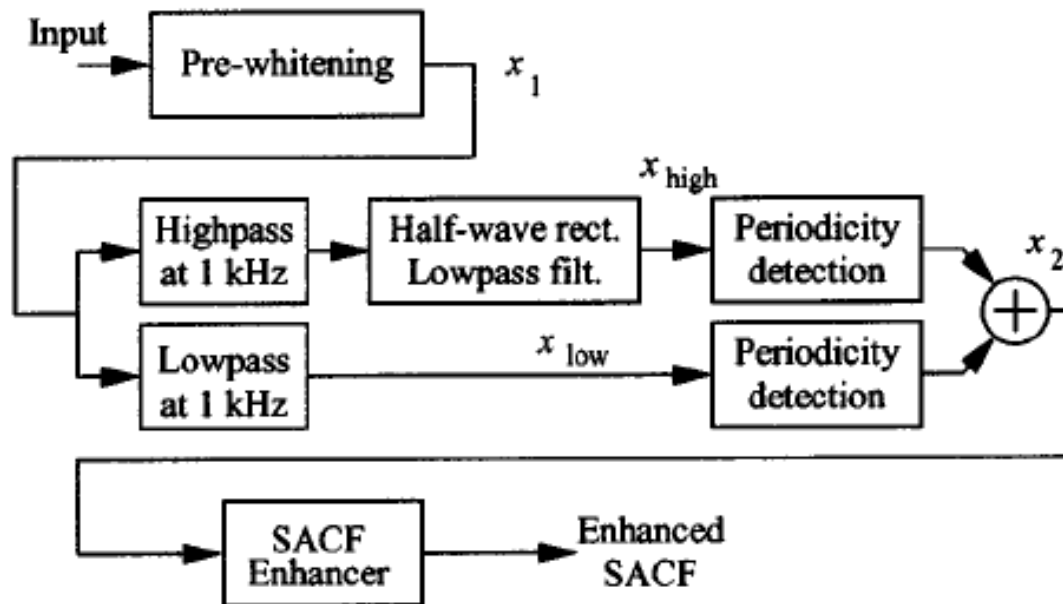 Input
Pre-whitening
x1
Highpass
at 1 kHz
Half-wave rect.
Lowpass filt.
xhigh
Periodicity
detection
x2
+
Lowpass
at 1 kHz
xlow
Periodicity
detection
SACF
Enhancer
Enhanced
SACF